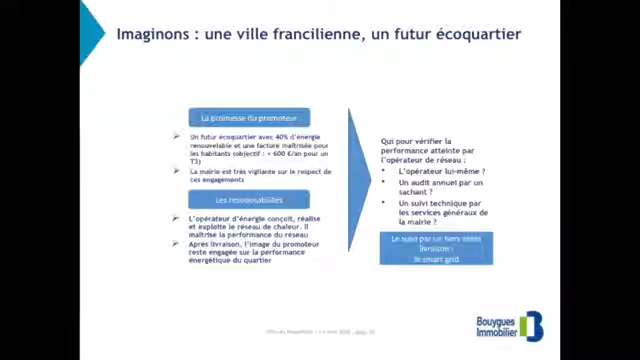 Imaginons : une ville francilienne, un futur écoquartier
La promesse du promoteur
Un futur écoquartier avec 40% d'énergie
renouvelable et une facture maîtrisée pour
les habitants (objectif : < 600 €/an pour un
T3)
La mairie est très vigilante sur le respect de
ces engagements
Les responsabilités
L'opérateur d'énergie conçoit, réalise
et exploite le réseau de chaleur. Il
maîtrise la performance du réseau
Après livraison, l'image du promoteur
reste engagée sur la performance
énergétique du quartier
Qui pour vérifier la
performance atteinte par
l'opérateur de réseau :
• L'opérateur lui-même ?
• Un audit annuel par un
sachant ?
• Un suivi technique par
les services généraux de
la mairie ?
Le suivi par un tiers
livraison :
le smart grid
Bouygues
Immobilier